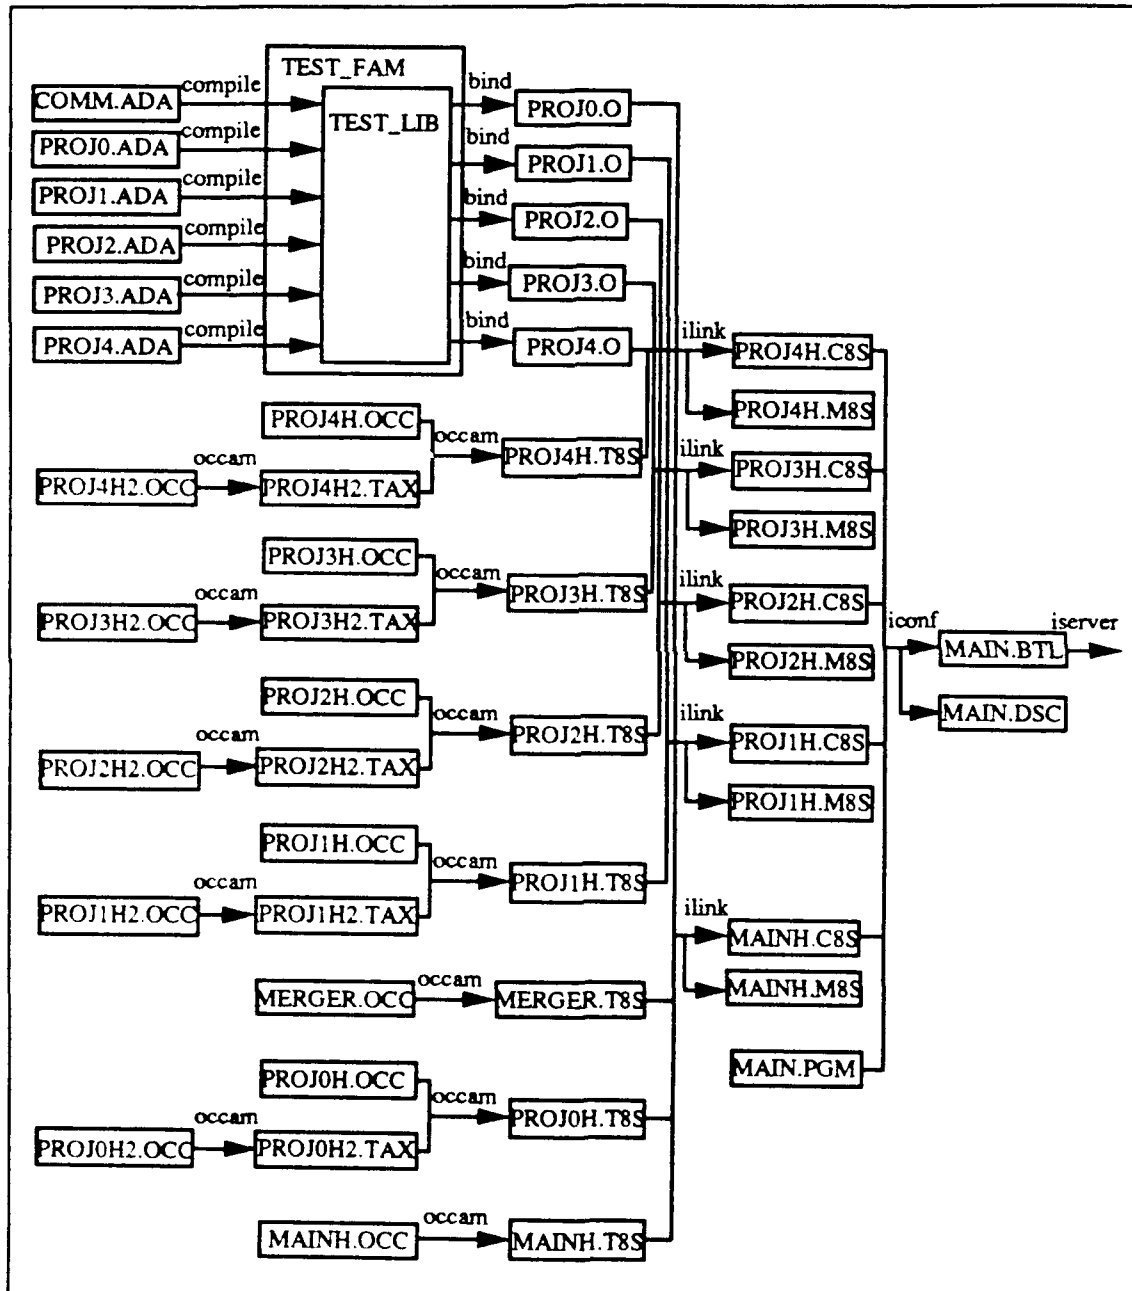 TEST_FAM
TEST_LIB
compile
COMM.ADA
compile
PROJ0.ADA
compile
PROJ1.ADA
compile
PROJ2.ADA
compile
PROJ3.ADA
compile
PROJ4.ADA
bind
PROJ0.O
bind
PROJ1.O
bind
PROJ2.O
bind
PROJ3.O
bind
PROJ4.O
ilink
PROJ4H.C8S
PROJ4H.M8S
PROJ4H.OCC
occam
PROJ4H.T8S
occam
PROJ4H2.OCC
PROJ4H2.TAX
ilink
PROJ3H.C8S
PROJ3H.M8S
PROJ3H.OCC
occam
PROJ3H.T8S
occam
PROJ3H2.OCC
PROJ3H2.TAX
ilink
PROJ2H.C8S
PROJ2H.M8S
iconf
MAIN.BTL
iserver
MAIN.DSC
PROJ2H.OCC
occam
PROJ2H.T8S
occam
PROJ2H2.OCC
PROJ2H2.TAX
ilink
PROJ1H.C8S
PROJ1H.M8S
PROJ1H.OCC
occam
PROJ1H.T8S
occam
PROJ1H2.OCC
PROJ1H2.TAX
ilink
MAINH.C8S
MAINH.M8S
MERGER.OCC
occam
MERGER.T8S
MAIN.PGM
PROJ0H.OCC
occam
PROJ0H.T8S
occam
PROJ0H2.OCC
PROJ0H2.TAX
MAINH.OCC
occam
MAINH.T8S